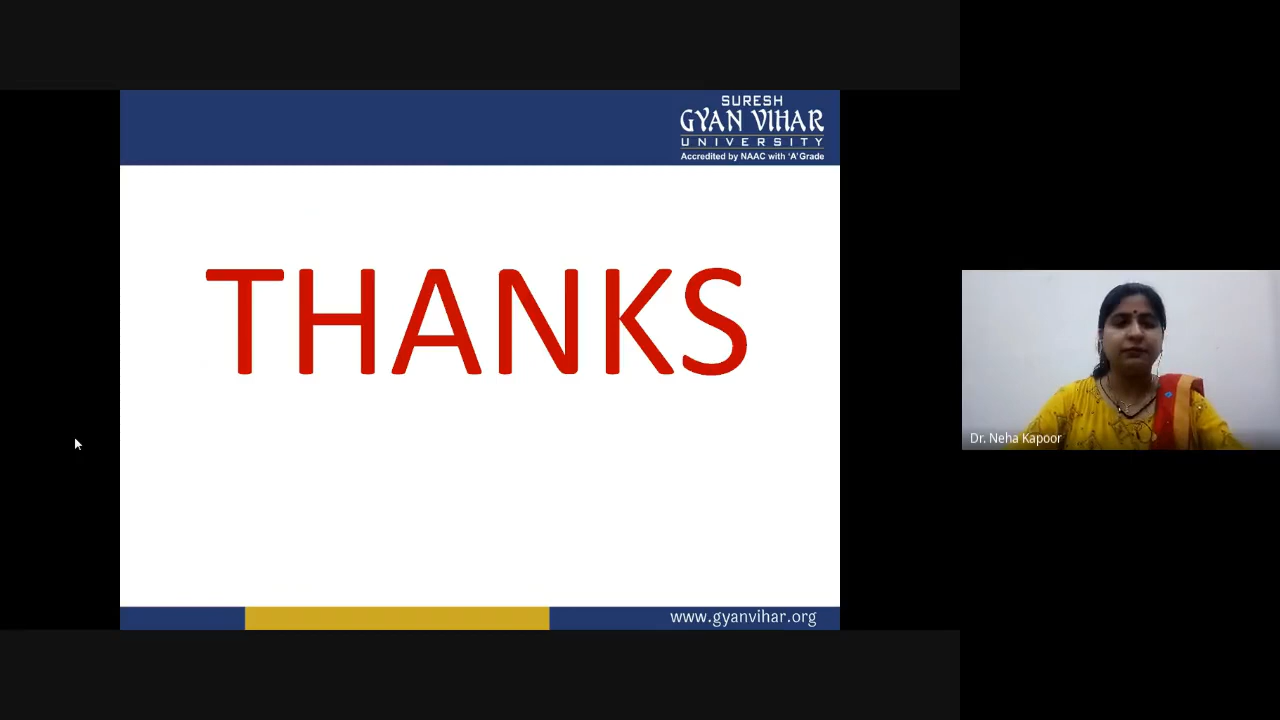 SURESH
GYAN VIHAR
UNIVERSITY
Accredited by NAAC with 'A' Grade
THANKS
Dr. Neha Kapoor
www.gyanvihar.org